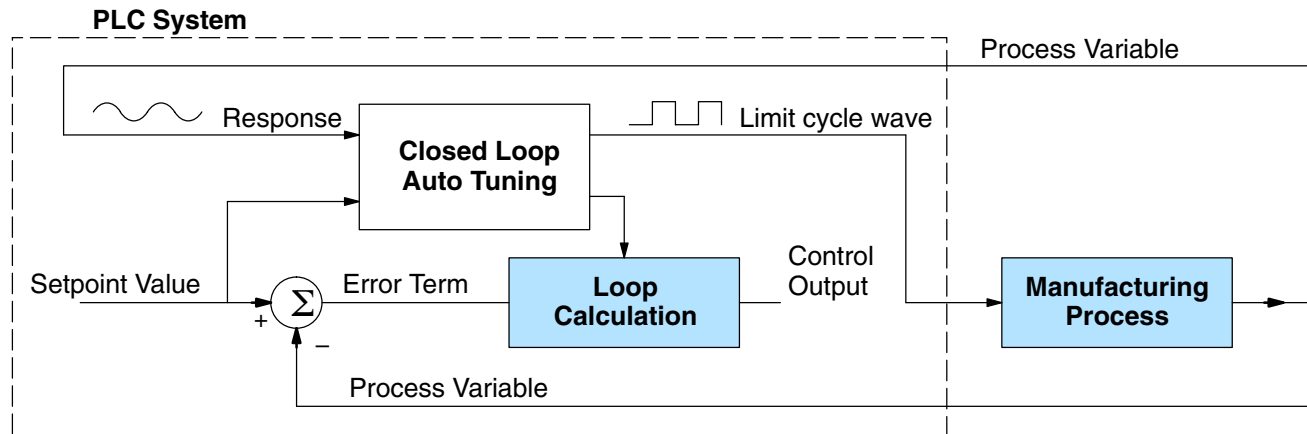 PLC System
Process Variable
Response
Limit cycle wave
Closed Loop
Auto Tuning
Setpoint Value
+
Σ
−
Error Term
Loop
Calculation
Control
Output
Manufacturing
Process
Process Variable